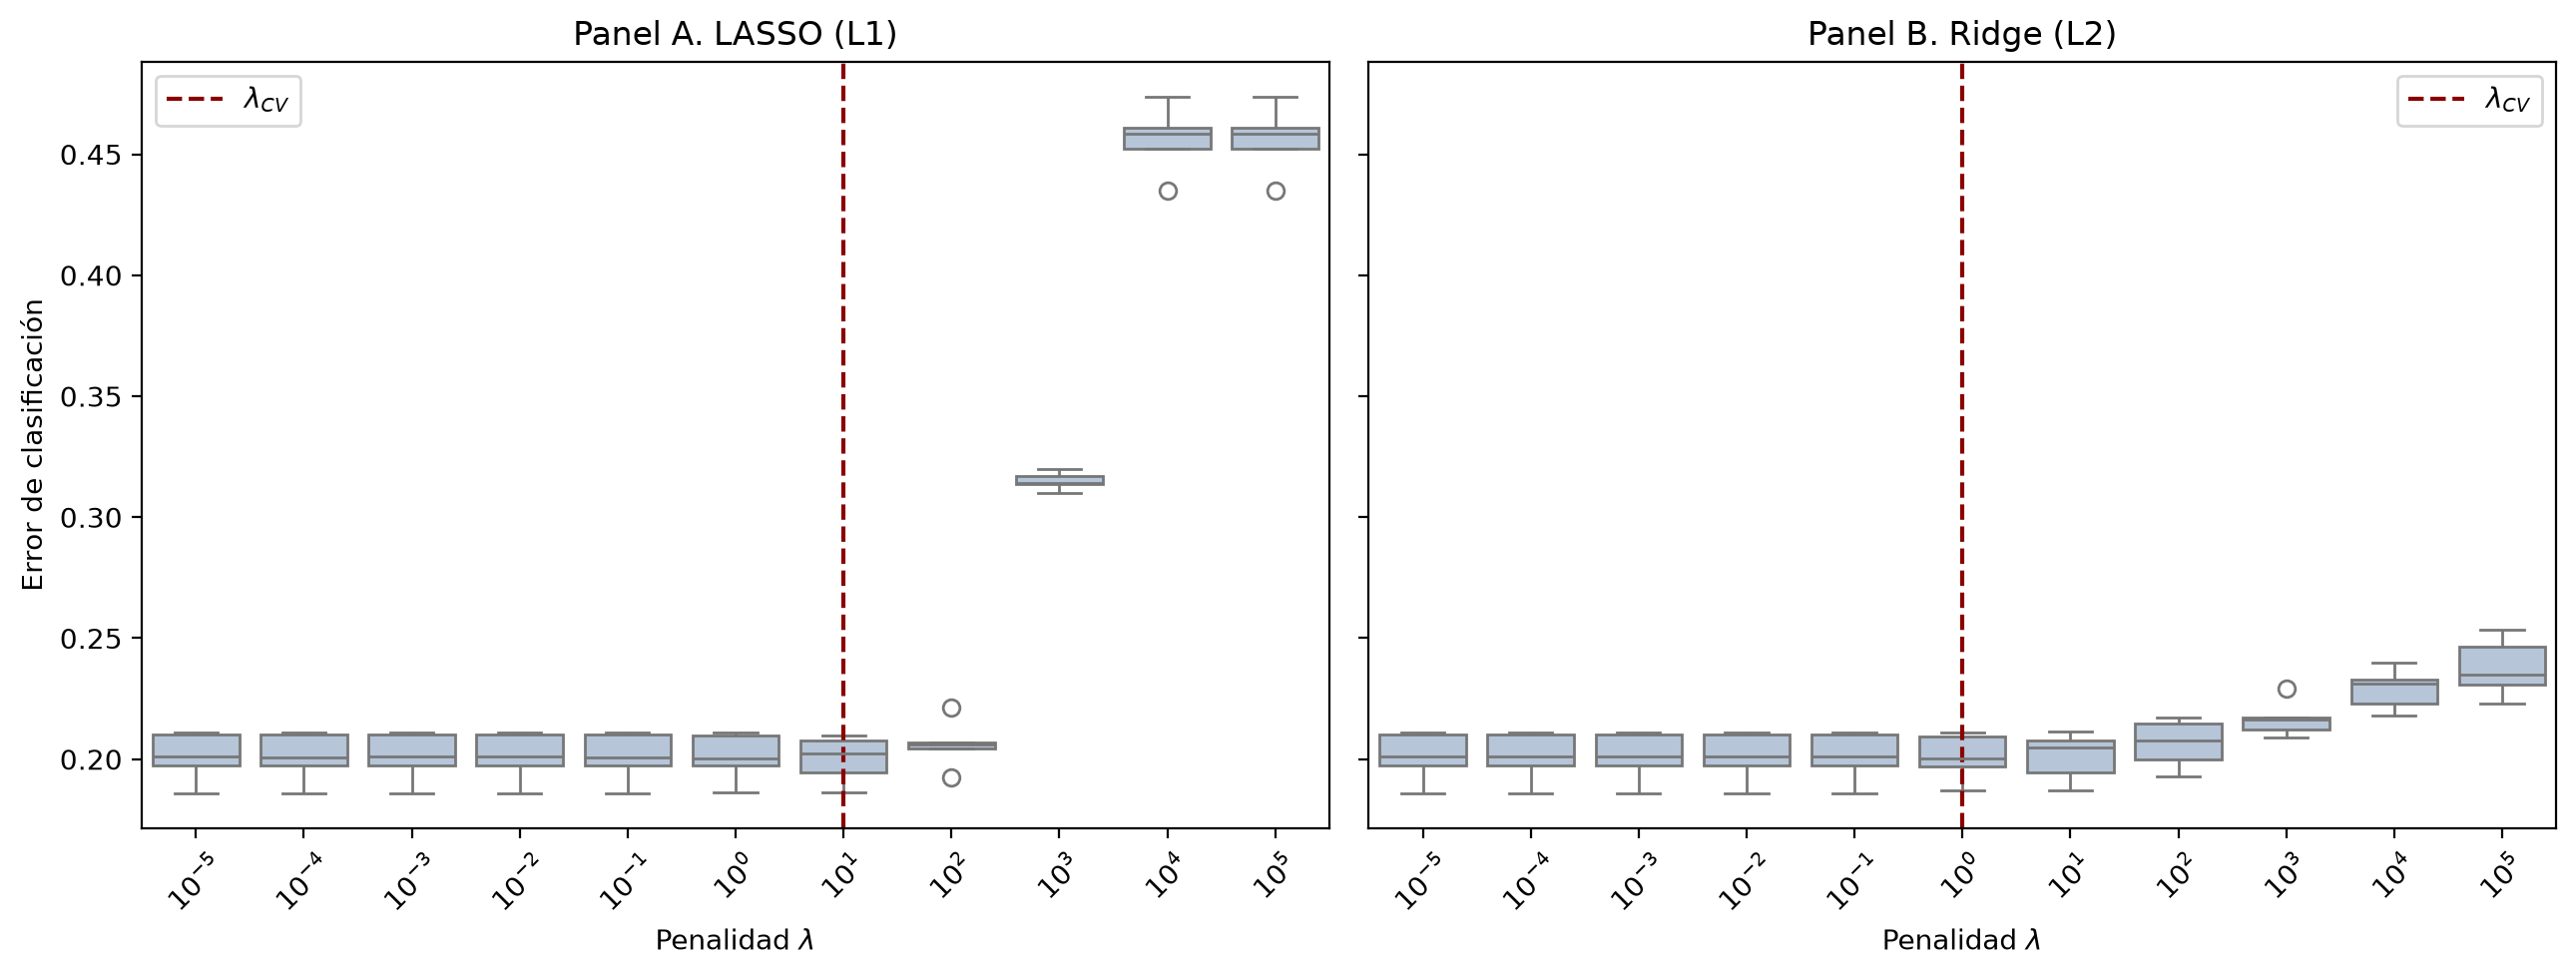 Panel A. LASSO (L1)
λCV
Error de clasificación
0.45
0.40
0.35
0.30
0.25
0.20
10⁻⁵ 10⁻⁴ 10⁻³ 10⁻² 10⁻¹ 10⁰ 10¹ 10² 10³ 10⁴ 10⁵
Penalidad λ
Panel B. Ridge (L2)
λCV
10⁻⁵ 10⁻⁴ 10⁻³ 10⁻² 10⁻¹ 10⁰ 10¹ 10² 10³ 10⁴ 10⁵
Penalidad λ